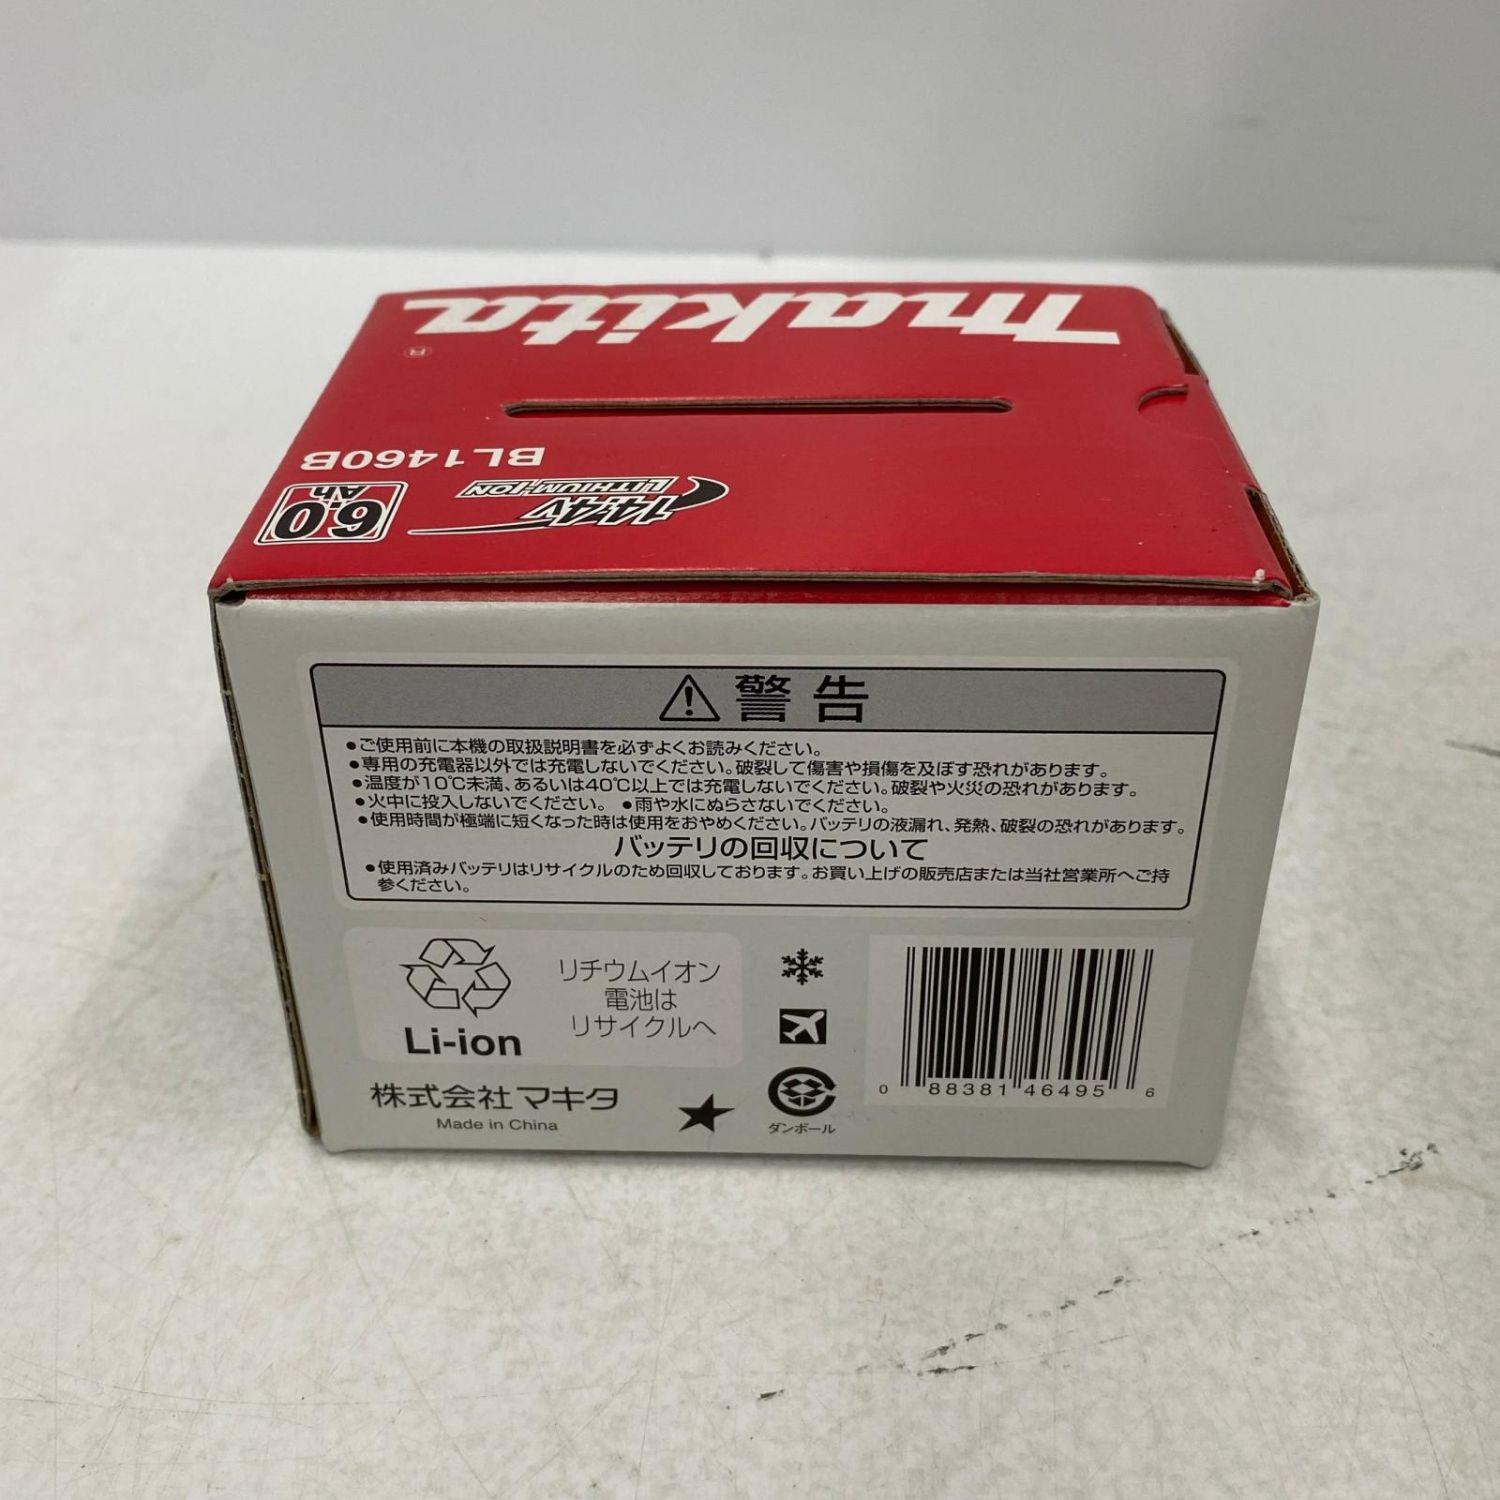 makita
®
BL1460B
14.4V
LITHIUM-ION
6.0
Ah
警告
●ご使用前に本機の取扱説明書を必ずよくお読みください。
●専用の充電器以外では充電しないでください。破裂して傷害や損傷を及ぼす恐れがあります。
●温度が10℃未満、あるいは40℃以上では充電しないでください。破裂や火災の恐れがあります。
●火中に投入しないでください。 ●雨や水にぬらさないでください。
●使用時間が極端に短くなった時は使用をおやめください。バッテリの液漏れ、発熱、破裂の恐れがあります。
バッテリの回収について
●使用済みバッテリはリサイクルのため回収しております。お買い上げの販売店または当社営業所へご持
参ください。
リチウムイオン
電池は
リサイクルへ
Li-ion
株式会社マキタ
Made in China
ダンボール
0 88381 46495 6